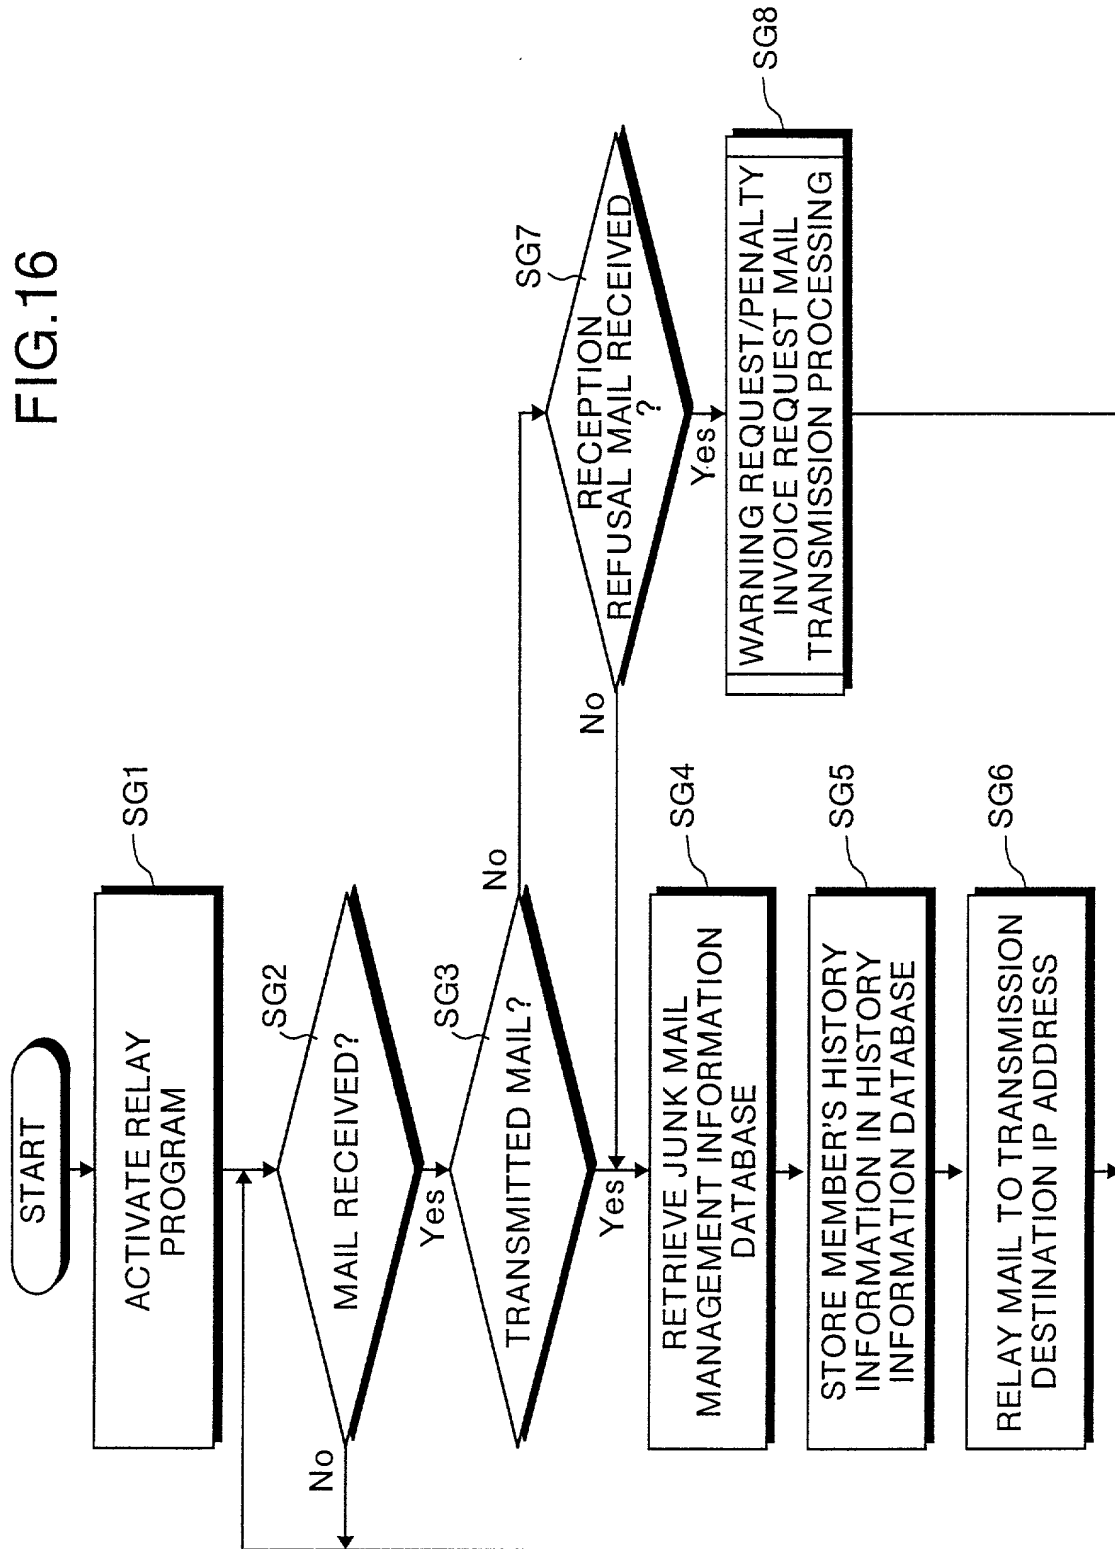 FIG.16
START
SG1
ACTIVATE RELAY
PROGRAM
SG2
MAIL RECEIVED?
No
Yes
SG3
TRANSMITTED MAIL?
No
Yes
SG7
RECEPTION
REFUSAL MAIL RECEIVED
?
No
Yes
SG4
RETRIEVE JUNK MAIL
MANAGEMENT INFORMATION
DATABASE
SG8
WARNING REQUEST/PENALTY
INVOICE REQUEST MAIL
TRANSMISSION PROCESSING
SG5
STORE MEMBER'S HISTORY
INFORMATION IN HISTORY
INFORMATION DATABASE
SG6
RELAY MAIL TO TRANSMISSION
DESTINATION IP ADDRESS